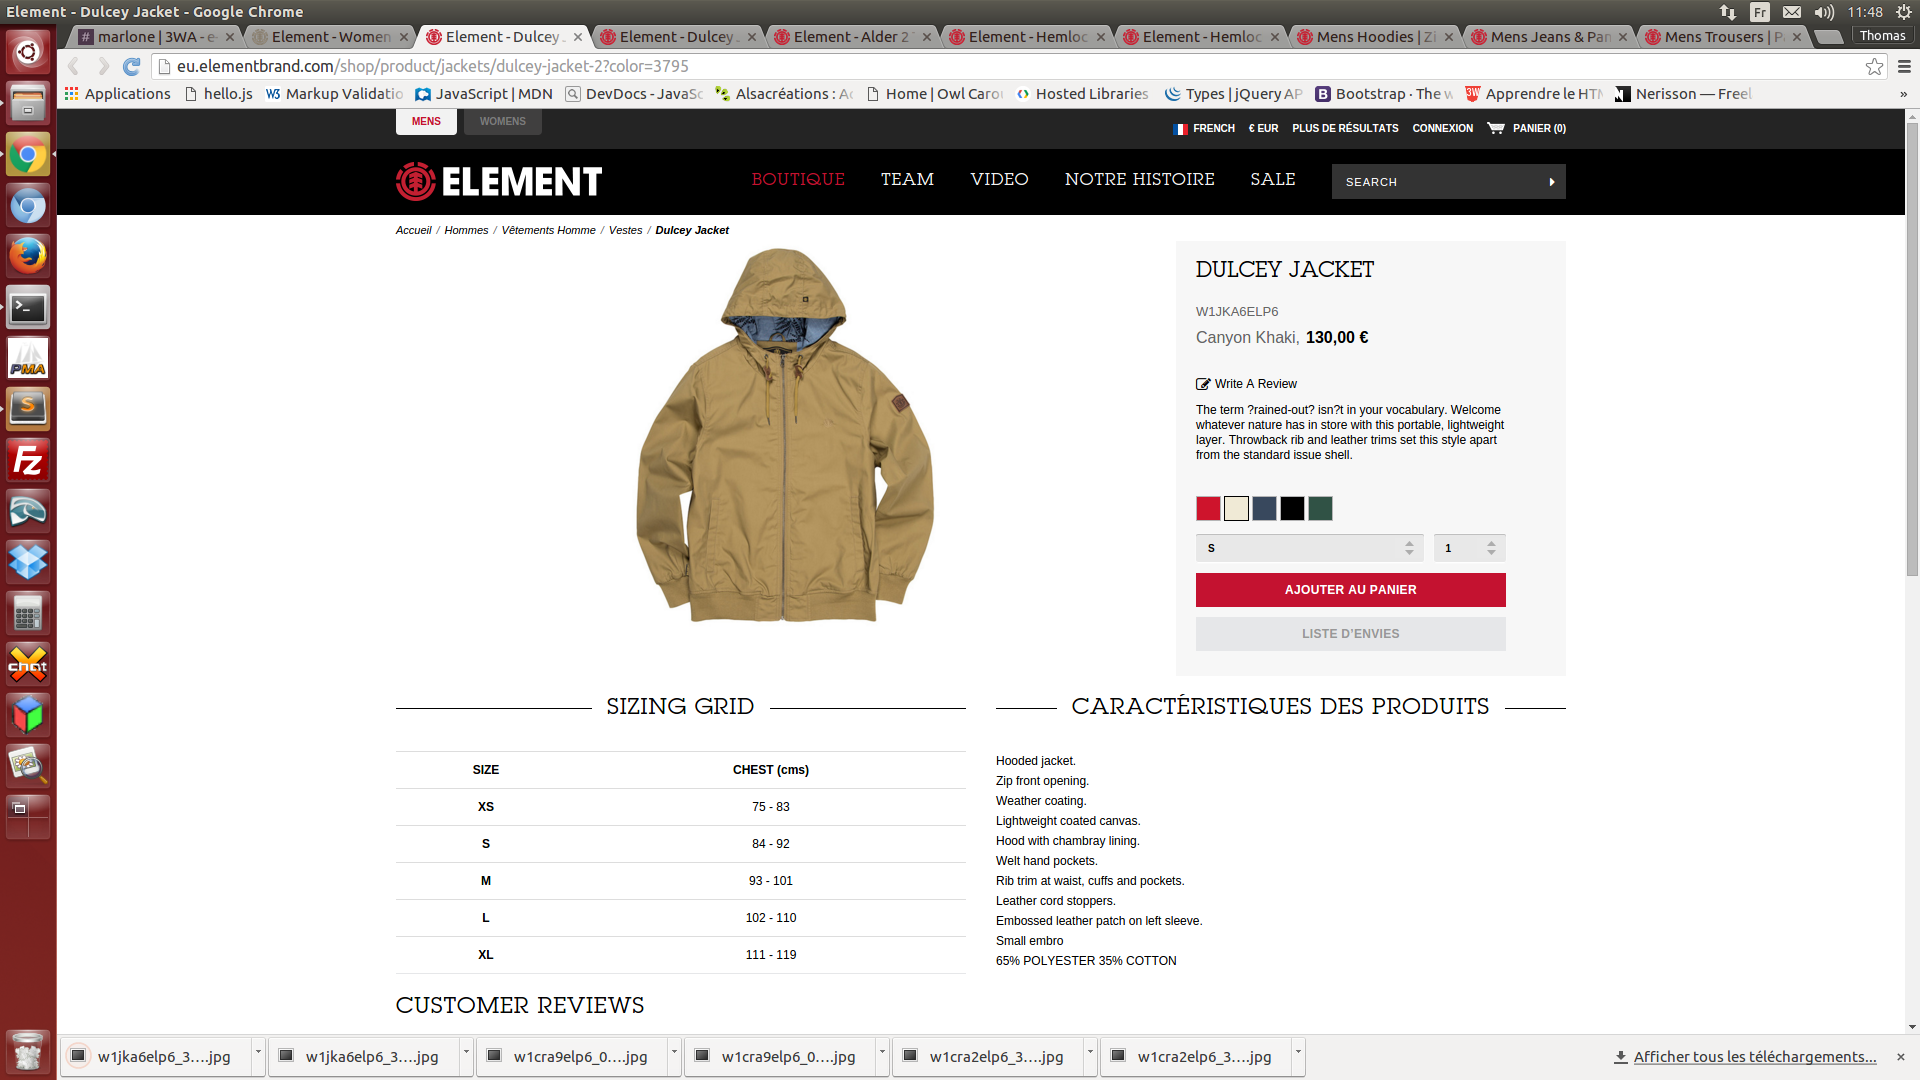 Element - Dulcey Jacket - Google Chrome
Fr
11:48
marlone | 3WA - e-
Element - Women
Element - Dulcey
Element - Dulcey
Element - Alder 2
Element - Hemloc
Element - Hemloc
Mens Hoodies | Zi
Mens Jeans & Pan
Mens Trousers | P
Thomas
eu.elementbrand.com/shop/product/jackets/dulcey-jacket-2?color=3795
Applications
hello.js
Markup Validatio
JavaScript | MDN
DevDocs - JavaSc
Alsacréations : Ac
Home | Owl Carou
Hosted Libraries
Types | jQuery AP
Bootstrap · The w
Apprendre le HTM
Nerisson — Freel
»
MENS
WOMENS
FRENCH
€ EUR
PLUS DE RÉSULTATS
CONNEXION
PANIER (0)
ELEMENT
BOUTIQUE
TEAM
VIDEO
NOTRE HISTOIRE
SALE
SEARCH
Accueil / Hommes / Vêtements Homme / Vestes / Dulcey Jacket
DULCEY JACKET
W1JKA6ELP6
Canyon Khaki, 130,00 €
Write A Review
The term ?rained-out? isn?t in your vocabulary. Welcome
whatever nature has in store with this portable, lightweight
layer. Throwback rib and leather trims set this style apart
from the standard issue shell.
S
1
AJOUTER AU PANIER
LISTE D'ENVIES
SIZING GRID
SIZE CHEST (cms)
XS 75 - 83
S 84 - 92
M 93 - 101
L 102 - 110
XL 111 - 119
CARACTÉRISTIQUES DES PRODUITS
Hooded jacket.
Zip front opening.
Weather coating.
Lightweight coated canvas.
Hood with chambray lining.
Welt hand pockets.
Rib trim at waist, cuffs and pockets.
Leather cord stoppers.
Embossed leather patch on left sleeve.
Small embro
65% POLYESTER 35% COTTON
CUSTOMER REVIEWS
PMA
S
Fz
chat
w1jka6elp6_3....jpg
w1jka6elp6_3....jpg
w1cra9elp6_0....jpg
w1cra9elp6_0....jpg
w1cra2elp6_3....jpg
w1cra2elp6_3....jpg
Afficher tous les téléchargements...